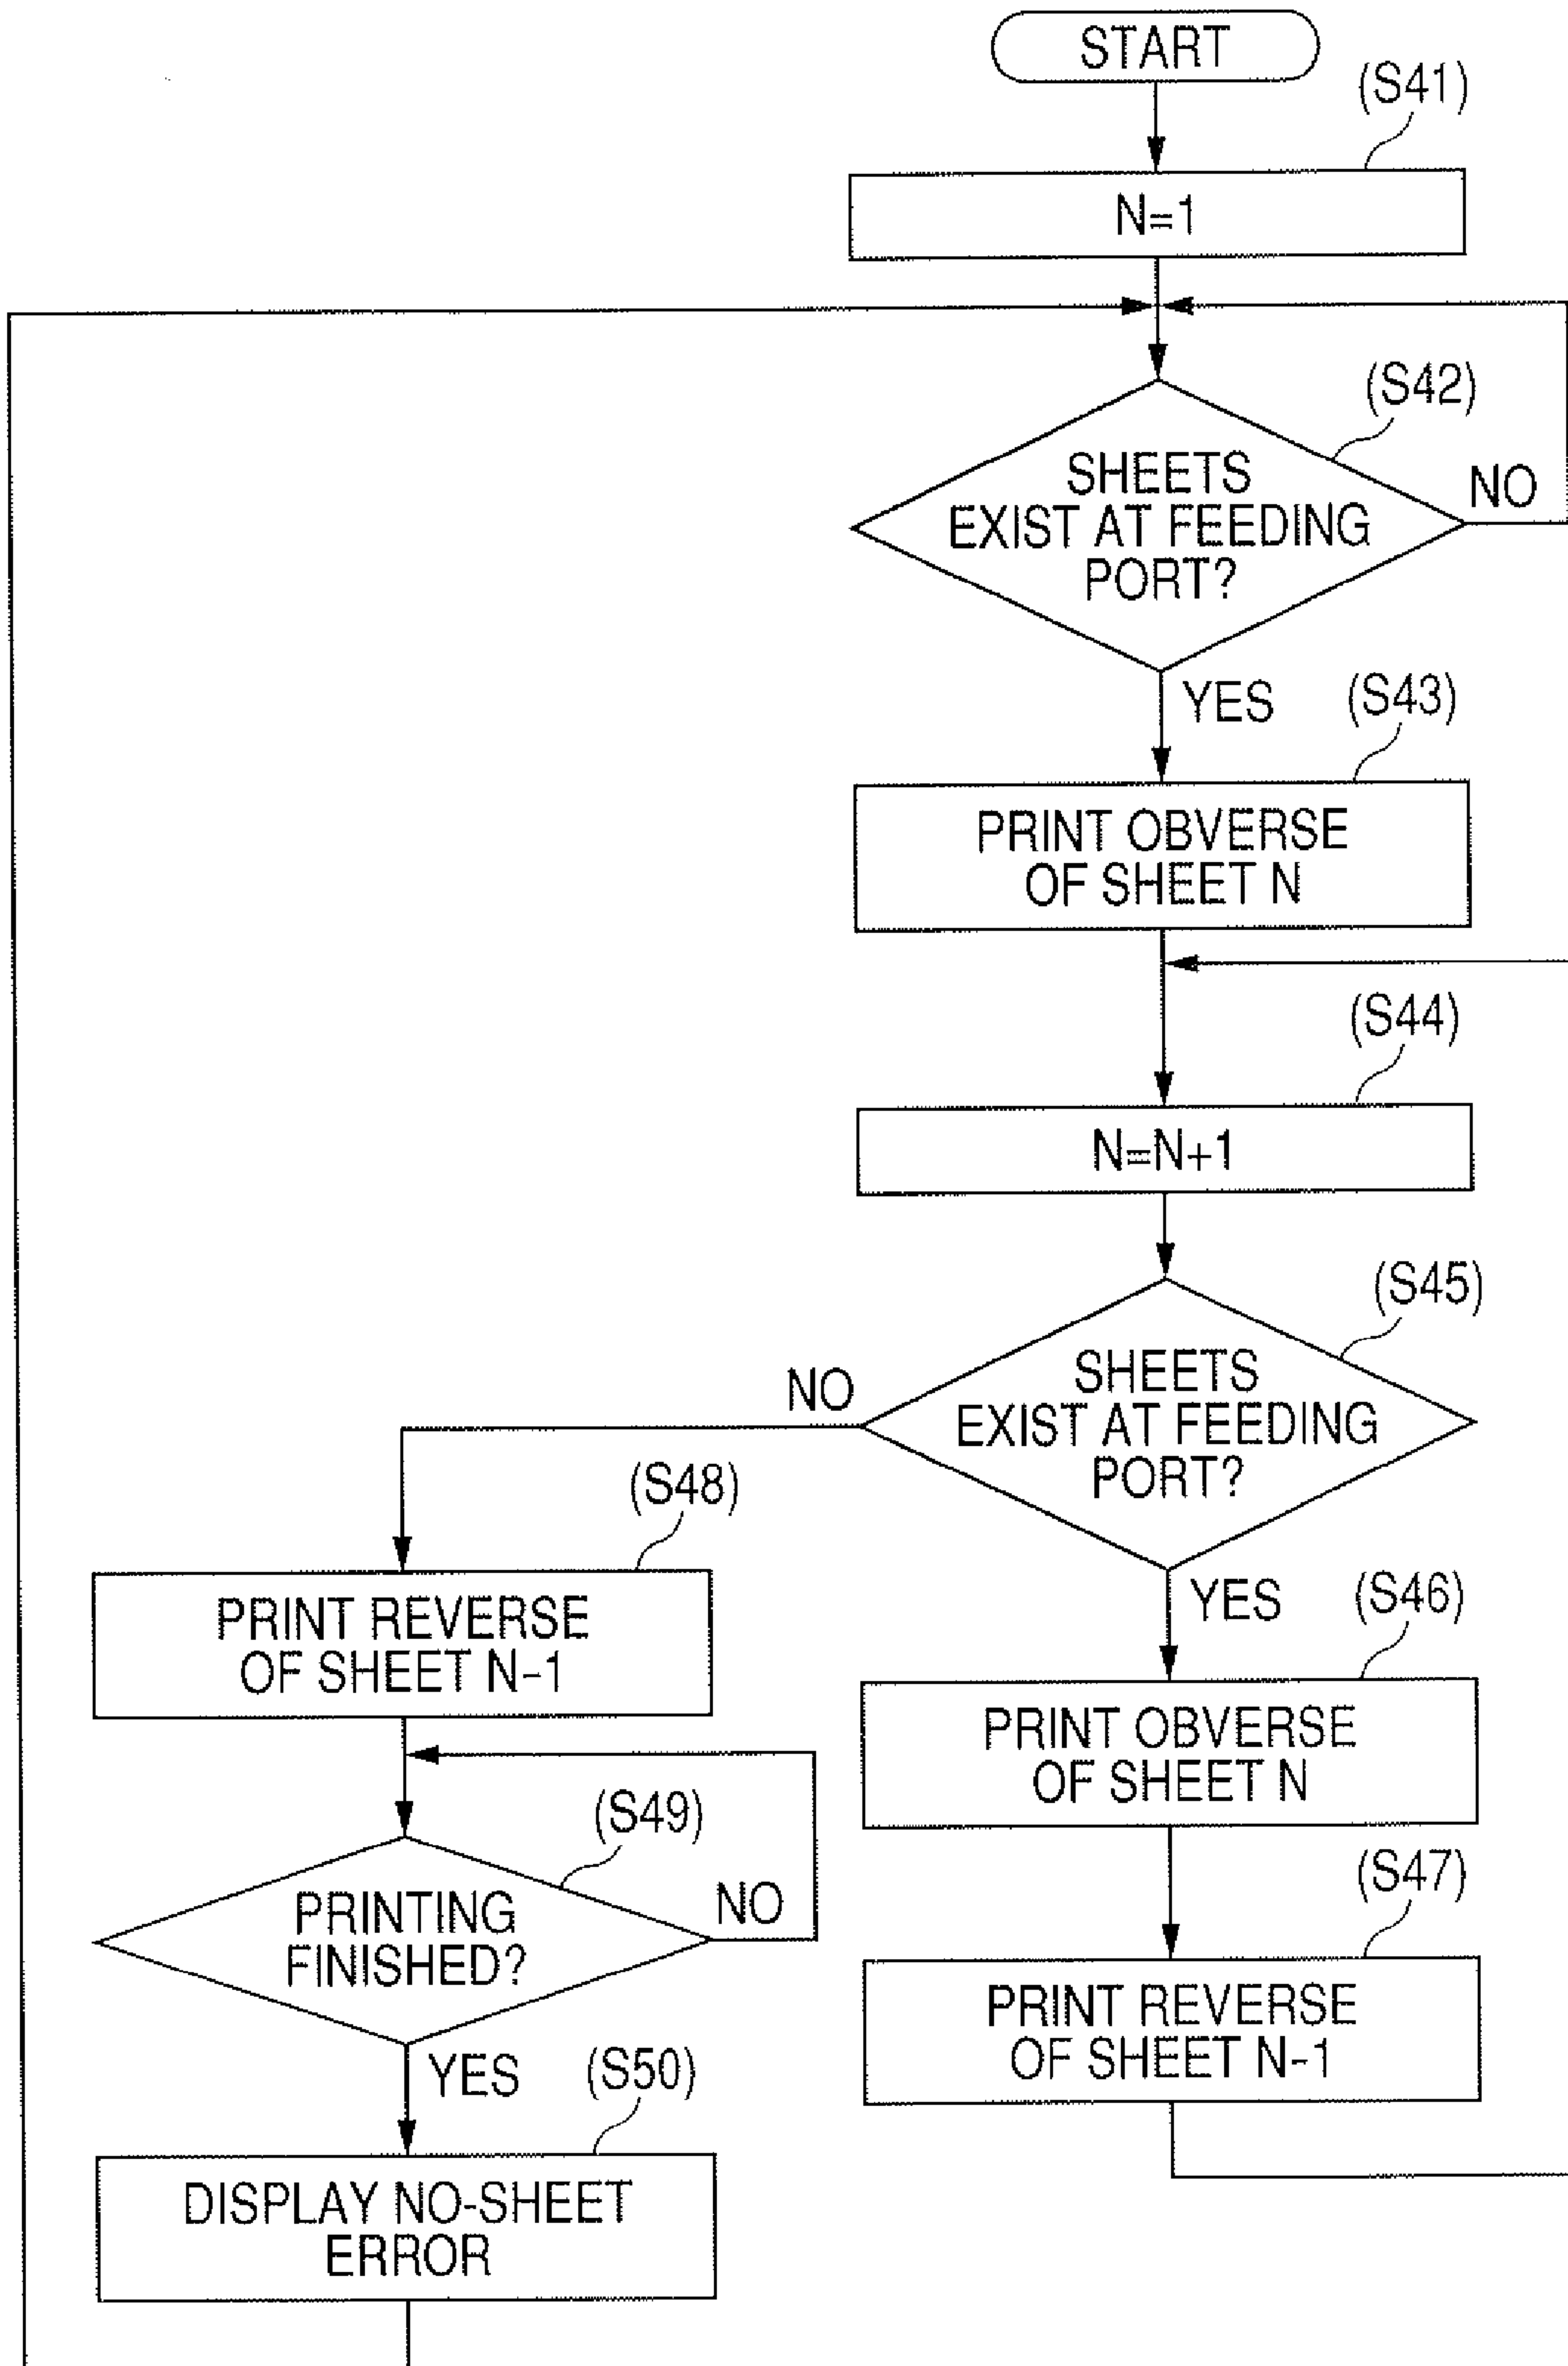 START
(S41)
N=1
(S42)
SHEETS
EXIST AT FEEDING
PORT?
NO
YES
(S43)
PRINT OBVERSE
OF SHEET N
(S44)
N=N+1
(S45)
SHEETS
EXIST AT FEEDING
PORT?
NO
YES
(S48)
PRINT REVERSE
OF SHEET N-1
(S46)
PRINT OBVERSE
OF SHEET N
(S49)
PRINTING
FINISHED?
NO
YES
(S47)
PRINT REVERSE
OF SHEET N-1
(S50)
DISPLAY NO-SHEET
ERROR